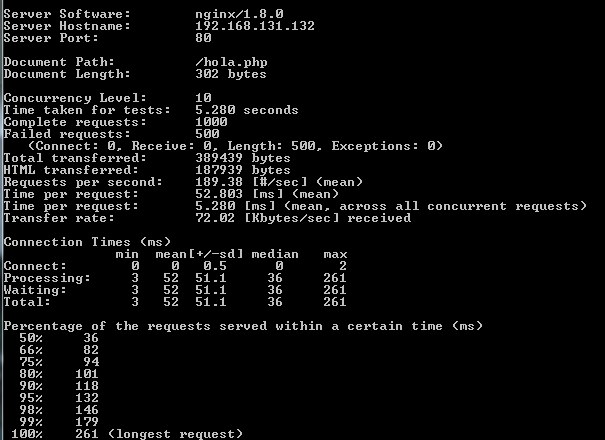 Server Software:        nginx/1.8.0
Server Hostname:        192.168.131.132
Server Port:            80

Document Path:          /hola.php
Document Length:        302 bytes

Concurrency Level:      10
Time taken for tests:   5.280 seconds
Complete requests:      1000
Failed requests:        500
   (Connect: 0, Receive: 0, Length: 500, Exceptions: 0)
Total transferred:      389439 bytes
HTML transferred:       187939 bytes
Requests per second:    189.38 [#/sec] (mean)
Time per request:       52.803 [ms] (mean)
Time per request:       5.280 [ms] (mean, across all concurrent requests)
Transfer rate:          72.02 [Kbytes/sec] received

Connection Times (ms)
              min  mean[+/-sd] median   max
Connect:        0    0   0.5      0       2
Processing:     3   52  51.1     36     261
Waiting:        3   52  51.1     36     261
Total:          3   52  51.1     36     261

Percentage of the requests served within a certain time (ms)
  50%     36
  66%     82
  75%     94
  80%    101
  90%    118
  95%    132
  98%    146
  99%    179
 100%    261 (longest request)